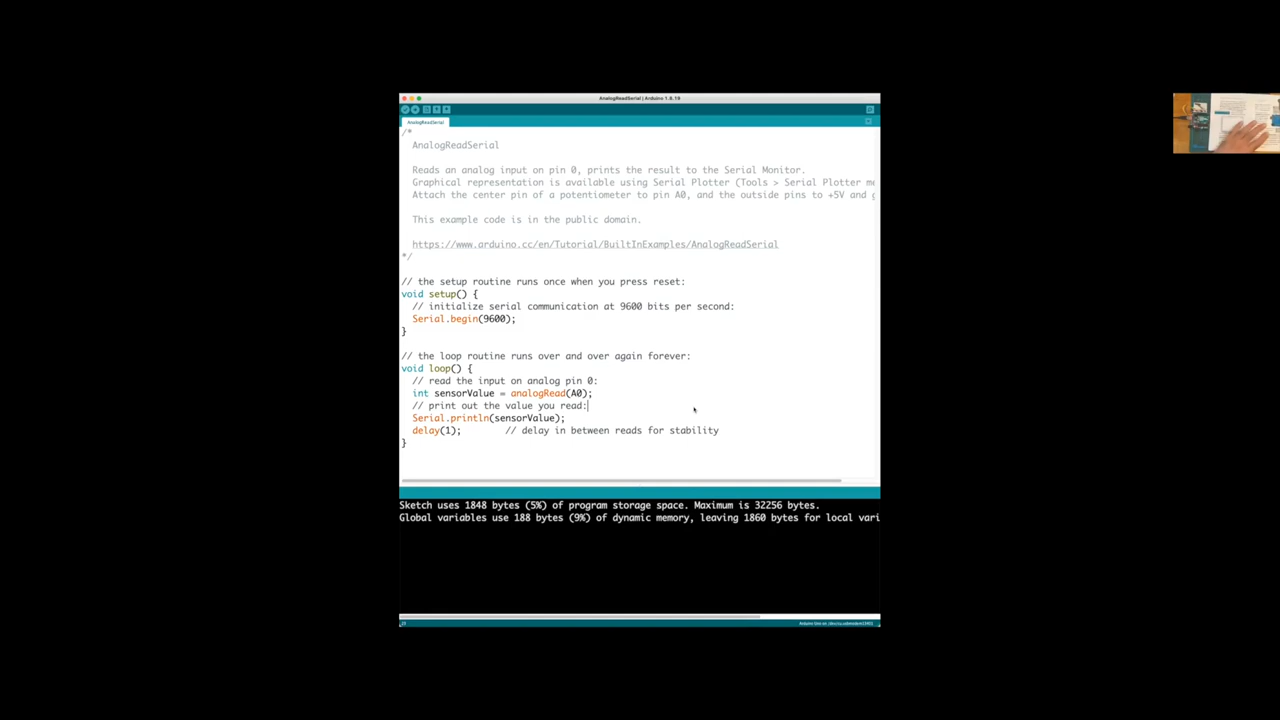 AnalogReadSerial | Arduino 1.8.19
AnalogReadSerial
/*
AnalogReadSerial
Reads an analog input on pin 0, prints the result to the Serial Monitor.
Graphical representation is available using Serial Plotter (Tools > Serial Plotter me
Attach the center pin of a potentiometer to pin A0, and the outside pins to +5V and g
This example code is in the public domain.
https://www.arduino.cc/en/Tutorial/BuiltInExamples/AnalogReadSerial
*/
// the setup routine runs once when you press reset:
void setup() {
// initialize serial communication at 9600 bits per second:
Serial.begin(9600);
}
// the loop routine runs over and over again forever:
void loop() {
// read the input on analog pin 0:
int sensorValue = analogRead(A0);
// print out the value you read:
Serial.println(sensorValue);
delay(1);        // delay in between reads for stability
}
Sketch uses 1848 bytes (5%) of program storage space. Maximum is 32256 bytes.
Global variables use 188 bytes (9%) of dynamic memory, leaving 1860 bytes for local vari
Arduino Uno on